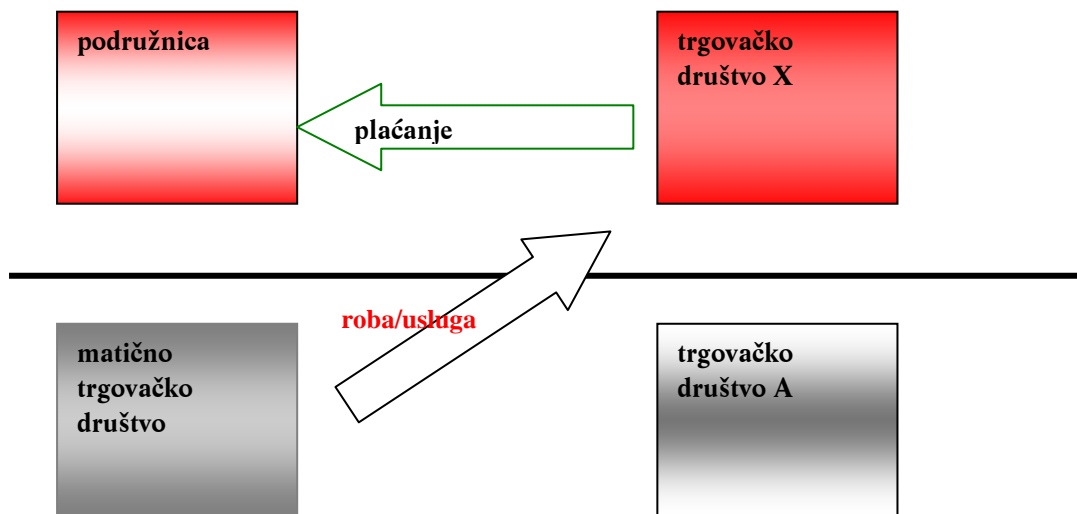 podružnica
trgovačko
društvo X
plaćanje
roba/usluga
matično
trgovačko
društvo
trgovačko
društvo A